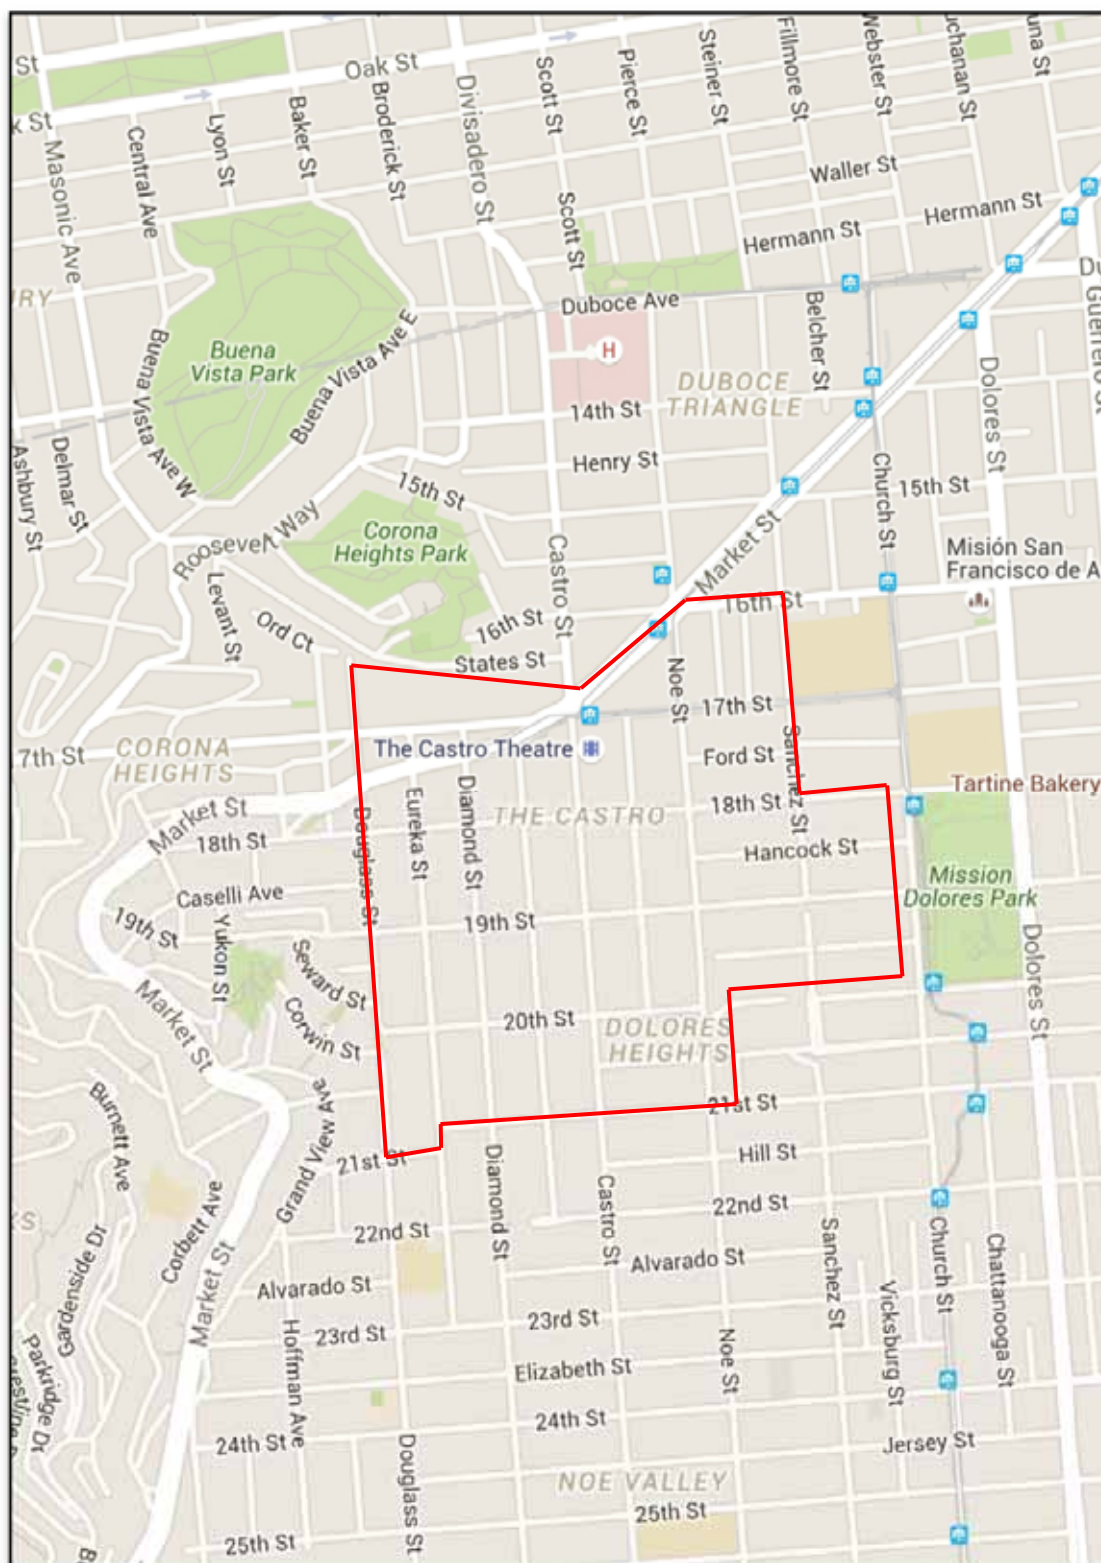 St
Oak St
k St
Masonic Ave
Central Ave
Lyon St
Baker St
Broderick St
Divisadero St
Scott St
Pierce St
Steiner St
Fillmore St
Webster St
uchanan St
una St
Waller St
Hermann St
Hermann St
Scott St
Duboce Ave
Du
Guerrero St
Belcher St
URY
Buena
Vista Park
Buena Vista Ave E
Buena Vista Ave W
H
DUBOCE
TRIANGLE
14th St
Henry St
Dolores St
Ashbury St
Delmar St
15th St
Church St
15th St
Roosevelt Way
Corona
Heights Park
Castro St
Market St
Misión San
Francisco de A
Levant St
Ord Ct
16th St
16th St
States St
Noe St
17th St
7th St
CORONA
HEIGHTS
The Castro Theatre
Ford St
Sanchez St
Tartine Bakery
Market St
18th St
Douglass St
Eureka St
Diamond St
THE CASTRO
18th St
Hancock St
Mission
Dolores Park
Caselli Ave
19th St
Yukon St
Seward St
19th St
Dolores St
Market St
Corwin St
20th St
DOLORES
HEIGHTS
Burnett Ave
Grand View Ave
21st St
21st St
Hill St
Diamond St
Castro St
KS
Corbett Ave
22nd St
22nd St
Gardenside Dr
Market St
Alvarado St
Alvarado St
Sanchez St
Vicksburg St
Church St
Chattanooga St
Hoffman Ave
23rd St
23rd St
Noe St
Parkridge Dr
Elizabeth St
24th St
24th St
Jersey St
Douglass St
NOE VALLEY
25th St
25th St